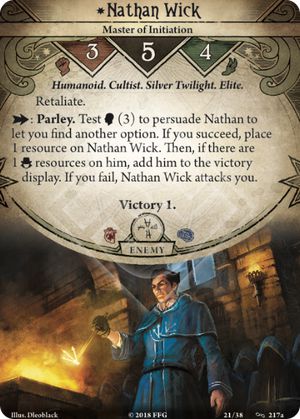 Nathan Wick
Master of Initiation
3 5 4
Humanoid. Cultist. Silver Twilight. Elite.
Retaliate.
: Parley. Test (3) to persuade Nathan to
let you find another option. If you succeed, place
1 resource on Nathan Wick. Then, if there are
1 resources on him, add him to the victory
display. If you fail, Nathan Wick attacks you.
Victory 1.
ENEMY
Illus. Dleoblack
© 2018 FFG
21/38
217a